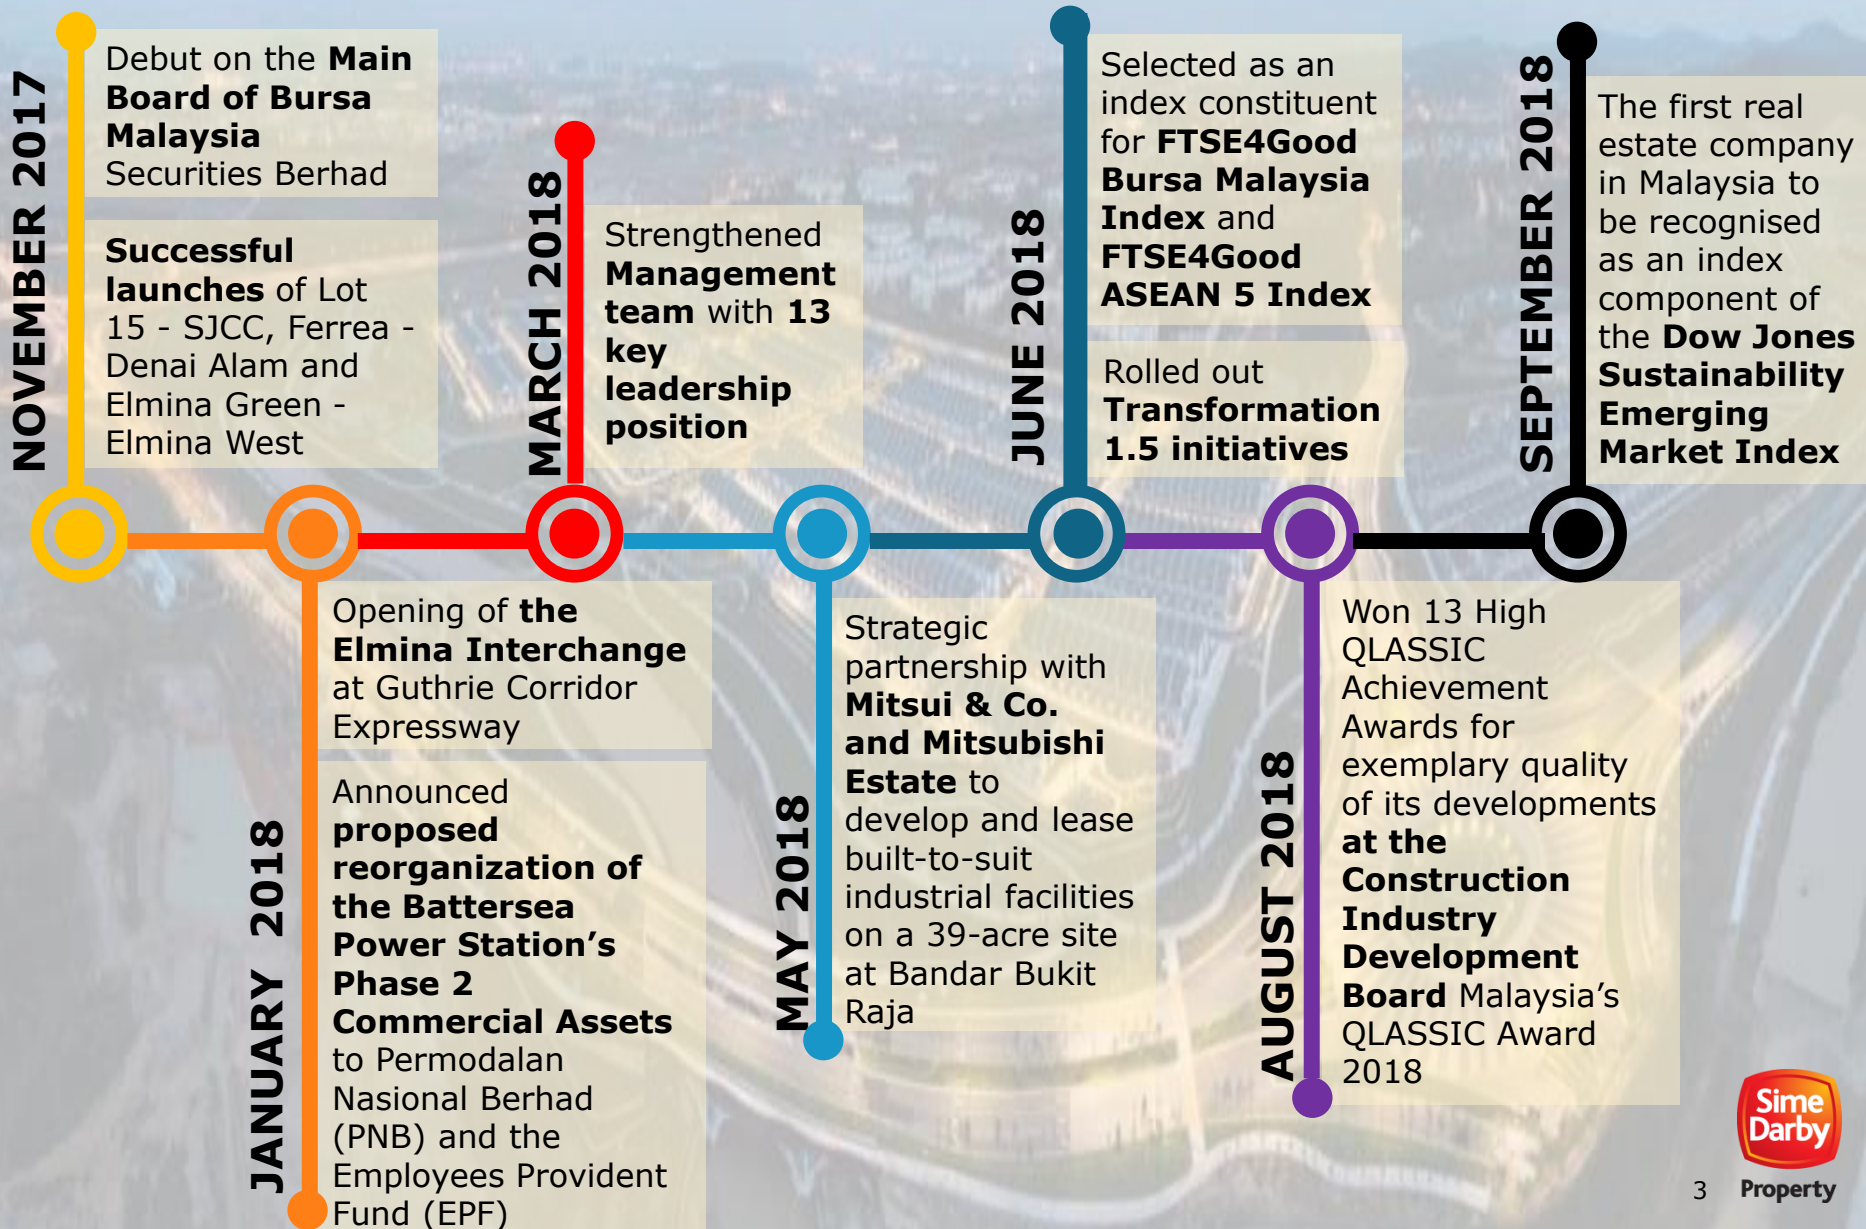 NOVEMBER 2017
Debut on the Main
Board of Bursa
Malaysia
Securities Berhad
Successful
launches of Lot
15 - SJCC, Ferrea -
Denai Alam and
Elmina Green -
Elmina West
JANUARY 2018
Opening of the
Elmina Interchange
at Guthrie Corridor
Expressway
Announced
proposed
reorganization of
the Battersea
Power Station’s
Phase 2
Commercial Assets
to Permodalan
Nasional Berhad
(PNB) and the
Employees Provident
Fund (EPF)
MARCH 2018
Strengthened
Management
team with 13
key
leadership
position
MAY 2018
Strategic
partnership with
Mitsui & Co.
and Mitsubishi
Estate to
develop and lease
built-to-suit
industrial facilities
on a 39-acre site
at Bandar Bukit
Raja
JUNE 2018
Selected as an
index constituent
for FTSE4Good
Bursa Malaysia
Index and
FTSE4Good
ASEAN 5 Index
Rolled out
Transformation
1.5 initiatives
AUGUST 2018
Won 13 High
QLASSIC
Achievement
Awards for
exemplary quality
of its developments
at the
Construction
Industry
Development
Board Malaysia’s
QLASSIC Award
2018
SEPTEMBER 2018
The first real
estate company
in Malaysia to
be recognised
as an index
component of
the Dow Jones
Sustainability
Emerging
Market Index
3
Sime
Darby
Property